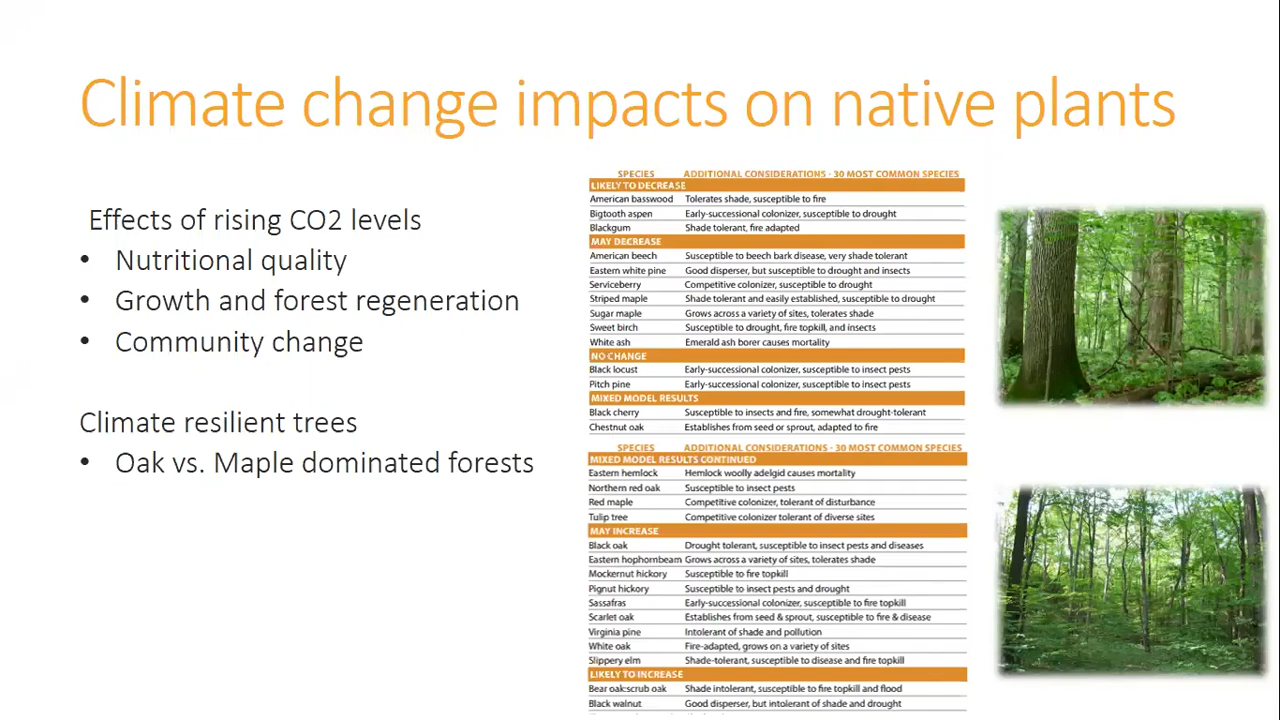 Climate change impacts on native plants
Effects of rising CO2 levels
• Nutritional quality
• Growth and forest regeneration
• Community change
Climate resilient trees
• Oak vs. Maple dominated forests
SPECIES ADDITIONAL CONSIDERATIONS - 30 MOST COMMON SPECIES
LIKELY TO DECREASE
American basswood Tolerates shade, susceptible to fire
Bigtooth aspen Early-successional colonizer, susceptible to drought
Blackgum Shade tolerant, fire adapted
MAY DECREASE
American beech Susceptible to beech bark disease, very shade tolerant
Eastern white pine Good disperser, but susceptible to drought and insects
Serviceberry Competitive colonizer, susceptible to drought
Striped maple Shade tolerant and easily established, susceptible to drought
Sugar maple Grows across a variety of sites, tolerates shade
Sweet birch Susceptible to drought, fire topkill, and insects
White ash Emerald ash borer causes mortality
NO CHANGE
Black locust Early-successional colonizer, susceptible to insect pests
Pitch pine Early-successional colonizer, susceptible to insect pests
MIXED MODEL RESULTS
Black cherry Susceptible to insects and fire, somewhat drought-tolerant
Chestnut oak Establishes from seed or sprout, adapted to fire
SPECIES ADDITIONAL CONSIDERATIONS - 30 MOST COMMON SPECIES
MIXED MODEL RESULTS CONTINUED
Eastern hemlock Hemlock woolly adelgid causes mortality
Northern red oak Susceptible to insect pests
Red maple Competitive colonizer, tolerant of disturbance
Tulip tree Competitive colonizer tolerant of diverse sites
MAY INCREASE
Black oak Drought tolerant, susceptible to insect pests and diseases
Eastern hophornbeam Grows across a variety of sites, tolerates shade
Mockernut hickory Susceptible to fire topkill
Pignut hickory Susceptible to insect pests and drought
Sassafras Early-successional colonizer, susceptible to fire topkill
Scarlet oak Establishes from seed & sprout, susceptible to fire & disease
Virginia pine Intolerant of shade and pollution
White oak Fire-adapted, grows on a variety of sites
Slippery elm Shade-tolerant, susceptible to disease and fire topkill
LIKELY TO INCREASE
Bear oak:scrub oak Shade intolerant, susceptible to fire topkill and flood
Black walnut Good disperser, but intolerant of shade and drought